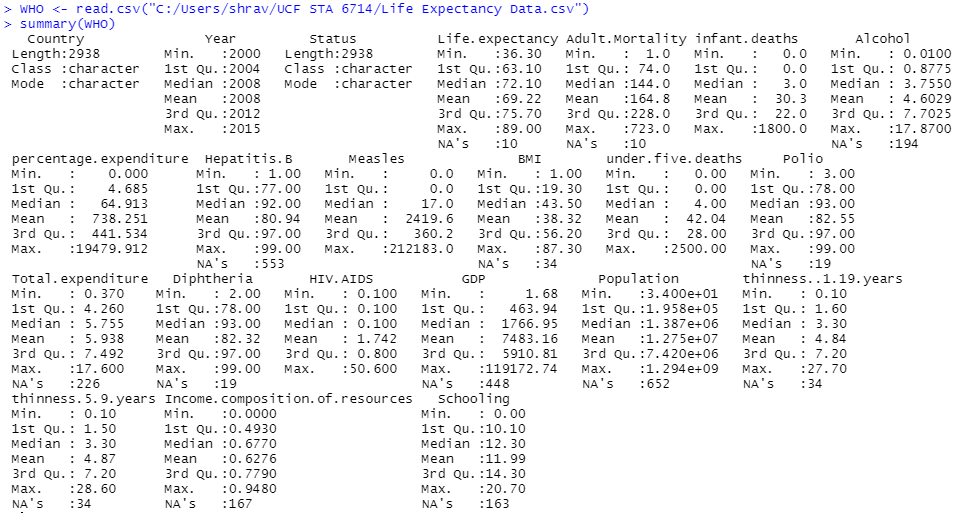 > WHO <- read.csv("C:/Users/shrav/UCF STA 6714/Life Expectancy Data.csv")
> summary(WHO)
Country Year Status Life.expectancy Adult.Mortality infant.deaths Alcohol
Length:2938 Min. :2000 Length:2938 Min. :36.30 Min. : 1.0 Min. : 0.0 Min. : 0.0100
Class :character 1st Qu.:2004 Class :character 1st Qu.:63.10 1st Qu.: 74.0 1st Qu.: 0.0 1st Qu.: 0.8775
Mode :character Median :2008 Mode :character Median :72.10 Median :144.0 Median : 3.0 Median : 3.7550
Mean :2008 Mean :69.22 Mean :164.8 Mean : 30.3 Mean : 4.6029
3rd Qu.:2012 3rd Qu.:75.70 3rd Qu.:228.0 3rd Qu.: 22.0 3rd Qu.: 7.7025
Max. :2015 Max. :89.00 Max. :723.0 Max. :1800.0 Max. :17.8700
NA's :10 NA's :10 NA's :194
percentage.expenditure Hepatitis.B Measles BMI under.five.deaths Polio
Min. : 0.000 Min. : 1.00 Min. : 0.0 Min. : 1.00 Min. : 0.00 Min. : 3.00
1st Qu.: 4.685 1st Qu.:77.00 1st Qu.: 0.0 1st Qu.:19.30 1st Qu.: 0.00 1st Qu.:78.00
Median : 64.913 Median :92.00 Median : 17.0 Median :43.50 Median : 4.00 Median :93.00
Mean : 738.251 Mean :80.94 Mean : 2419.6 Mean :38.32 Mean : 42.04 Mean :82.55
3rd Qu.: 441.534 3rd Qu.:97.00 3rd Qu.: 360.2 3rd Qu.:56.20 3rd Qu.: 28.00 3rd Qu.:97.00
Max. :19479.912 Max. :99.00 Max. :212183.0 Max. :87.30 Max. :2500.00 Max. :99.00
NA's :553 NA's :34 NA's :19
Total.expenditure Diphtheria HIV.AIDS GDP Population thinness..1.19.years
Min. : 0.370 Min. : 2.00 Min. : 0.100 Min. : 1.68 Min. :3.400e+01 Min. : 0.10
1st Qu.: 4.260 1st Qu.:78.00 1st Qu.: 0.100 1st Qu.: 463.94 1st Qu.:1.958e+05 1st Qu.: 1.60
Median : 5.755 Median :93.00 Median : 0.100 Median : 1766.95 Median :1.387e+06 Median : 3.30
Mean : 5.938 Mean :82.32 Mean : 1.742 Mean : 7483.16 Mean :1.275e+07 Mean : 4.84
3rd Qu.: 7.492 3rd Qu.:97.00 3rd Qu.: 0.800 3rd Qu.: 5910.81 3rd Qu.:7.420e+06 3rd Qu.: 7.20
Max. :17.600 Max. :99.00 Max. :50.600 Max. :119172.74 Max. :1.294e+09 Max. :27.70
NA's :226 NA's :19 NA's :448 NA's :652 NA's :34
thinness.5.9.years Income.composition.of.resources Schooling
Min. : 0.10 Min. :0.0000 Min. : 0.00
1st Qu.: 1.50 1st Qu.:0.4930 1st Qu.:10.10
Median : 3.30 Median :0.6770 Median :12.30
Mean : 4.87 Mean :0.6276 Mean :11.99
3rd Qu.: 7.20 3rd Qu.:0.7790 3rd Qu.:14.30
Max. :28.60 Max. :0.9480 Max. :20.70
NA's :34 NA's :167 NA's :163